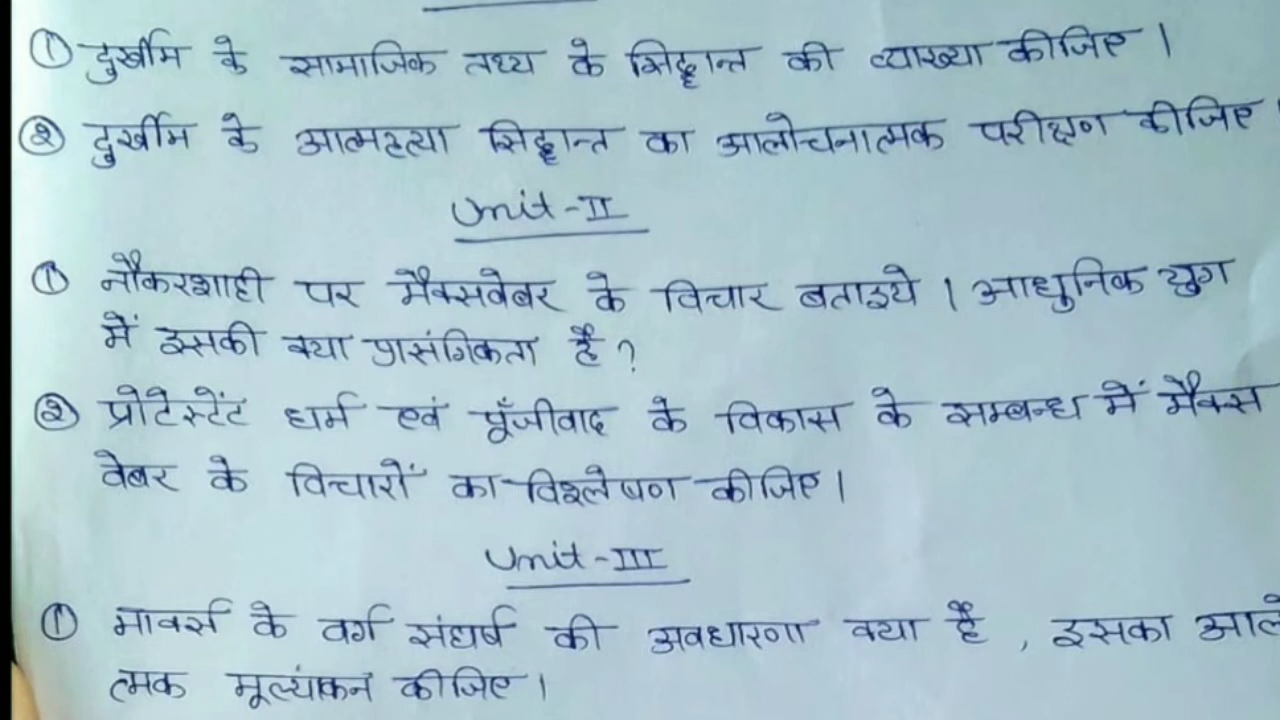 ① दुर्खीम के सामाजिक तथ्य के सिद्धान्त की व्याख्या कीजिए।
② दुर्खीम के आत्महत्या सिद्धान्त का आलोचनात्मक परीक्षण कीजिए।
Unit-II
① नौकरशाही पर मैक्सवेबर के विचार बताइये। आधुनिक युग
में इसकी क्या प्रासंगिकता है?
② प्रोटेस्टेंट धर्म एवं पूँजीवाद के विकास के सम्बन्ध में मैक्स
वेबर के विचारों का विश्लेषण कीजिए।
Unit-III
① मार्क्स के वर्ग संघर्ष की अवधारणा क्या है, इसका आलो
त्मक मूल्यांकन कीजिए।